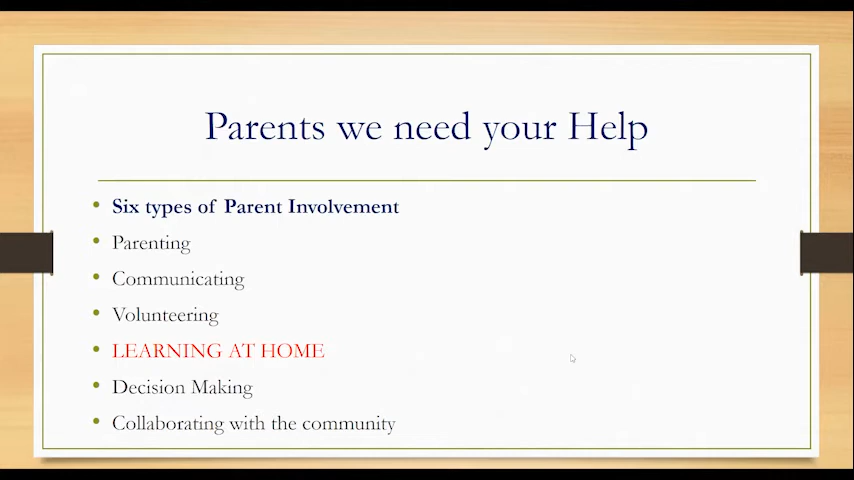 Parents we need your Help
• Six types of Parent Involvement
• Parenting
• Communicating
• Volunteering
• LEARNING AT HOME
• Decision Making
• Collaborating with the community